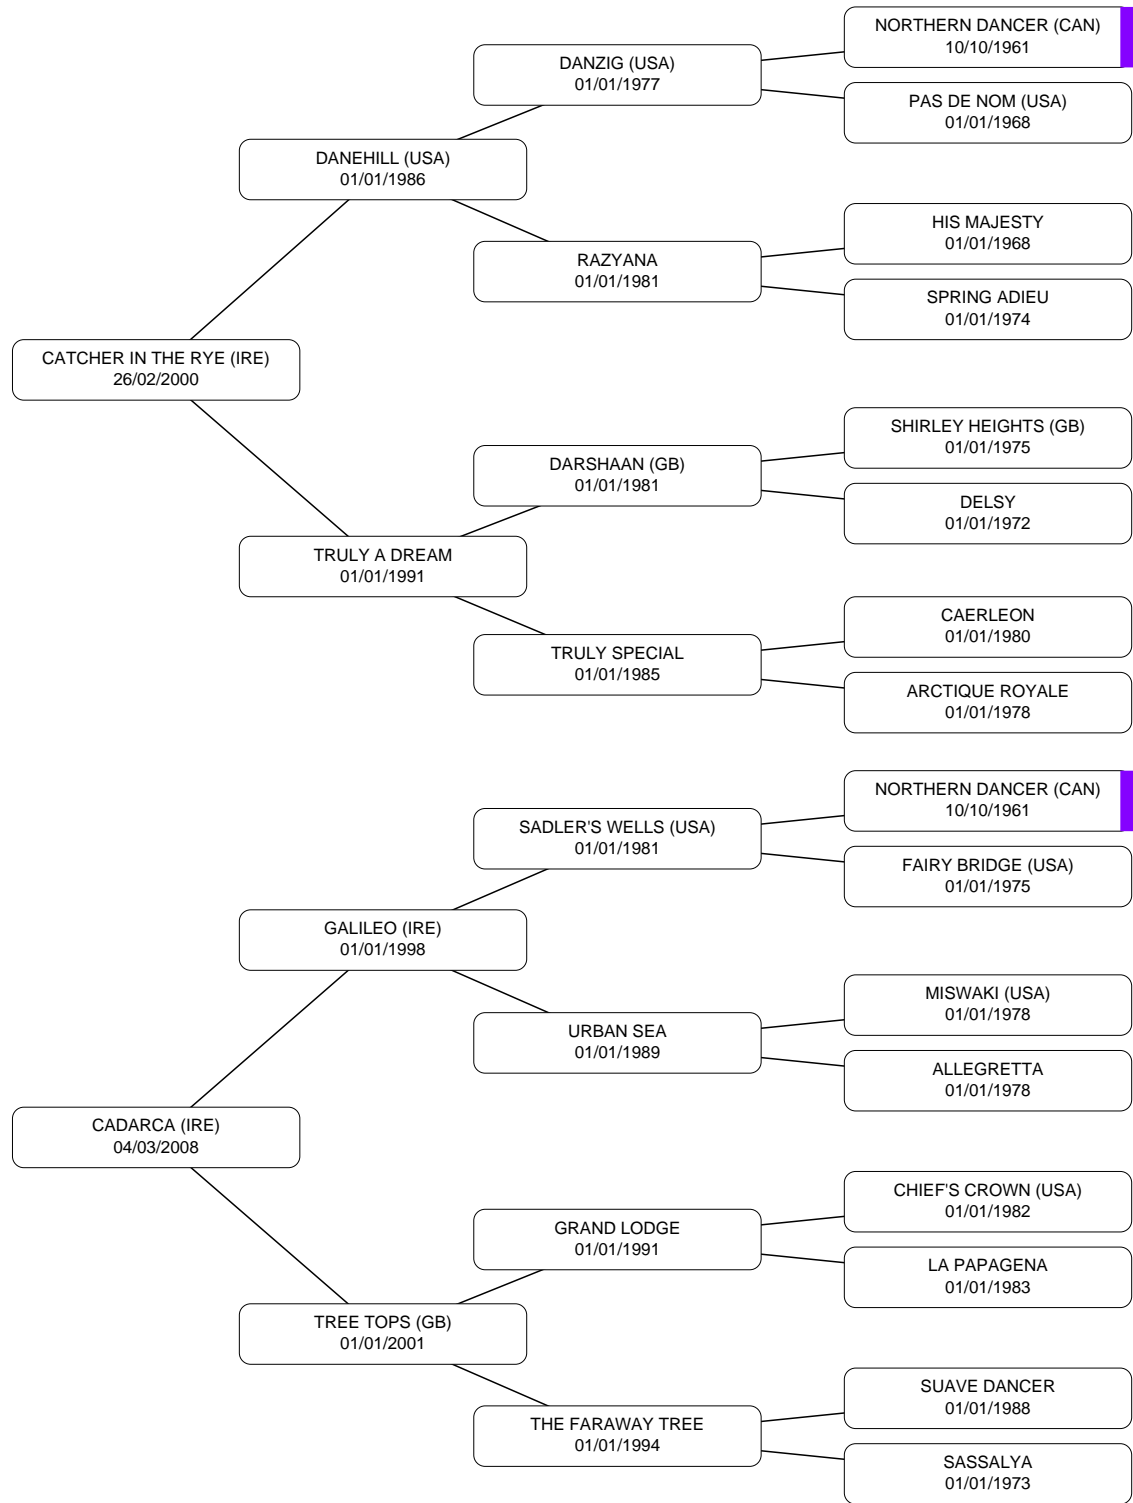 NORTHERN DANCER (CAN)
10/10/1961
DANZIG (USA)
01/01/1977
PAS DE NOM (USA)
01/01/1968
DANEHILL (USA)
01/01/1986
HIS MAJESTY
01/01/1968
RAZYANA
01/01/1981
SPRING ADIEU
01/01/1974
CATCHER IN THE RYE (IRE)
26/02/2000
SHIRLEY HEIGHTS (GB)
01/01/1975
DARSHAAN (GB)
01/01/1981
DELSY
01/01/1972
TRULY A DREAM
01/01/1991
CAERLEON
01/01/1980
TRULY SPECIAL
01/01/1985
ARCTIQUE ROYALE
01/01/1978
NORTHERN DANCER (CAN)
10/10/1961
SADLER'S WELLS (USA)
01/01/1981
FAIRY BRIDGE (USA)
01/01/1975
GALILEO (IRE)
01/01/1998
MISWAKI (USA)
01/01/1978
URBAN SEA
01/01/1989
ALLEGRETTA
01/01/1978
CADARCA (IRE)
04/03/2008
CHIEF'S CROWN (USA)
01/01/1982
GRAND LODGE
01/01/1991
LA PAPAGENA
01/01/1983
TREE TOPS (GB)
01/01/2001
SUAVE DANCER
01/01/1988
THE FARAWAY TREE
01/01/1994
SASSALYA
01/01/1973